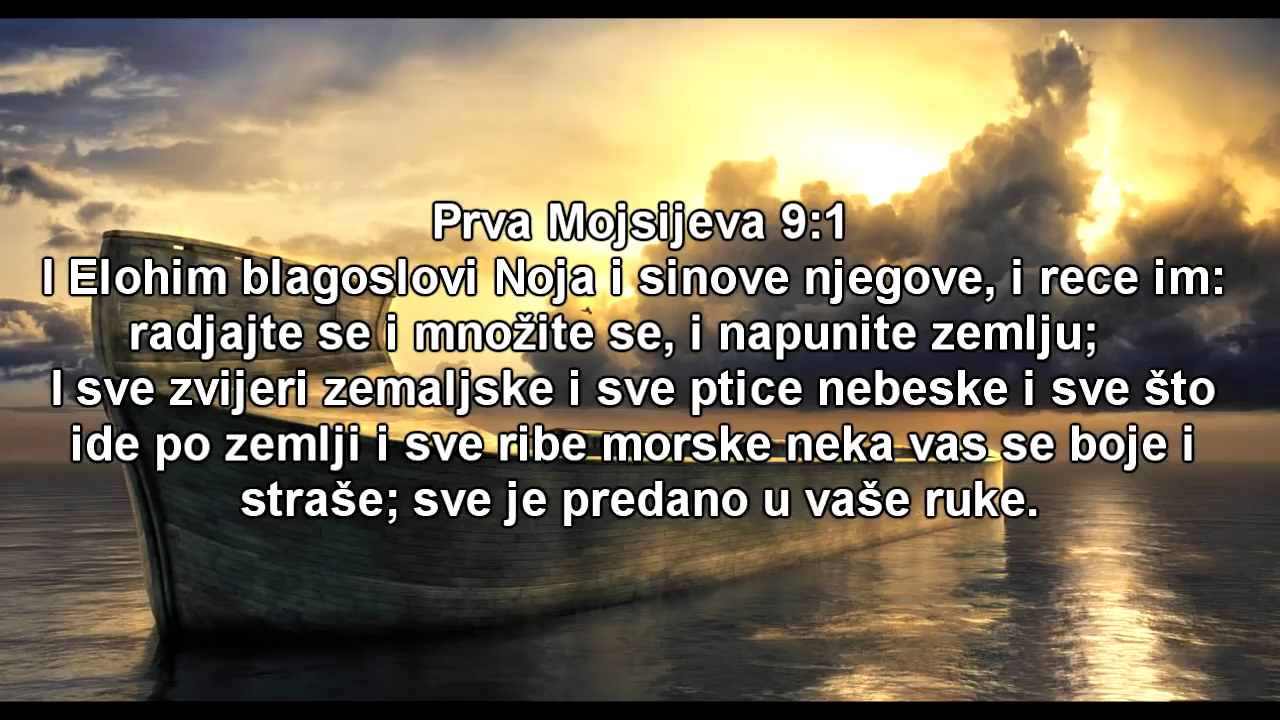 Prva Mojsijeva 9:1
I Elohim blagoslovi Noja i sinove njegove, i rece im:
radjajte se i množite se, i napunite zemlju;
I sve zvijeri zemaljske i sve ptice nebeske i sve što
ide po zemlji i sve ribe morske neka vas se boje i
straše; sve je predano u vaše ruke.